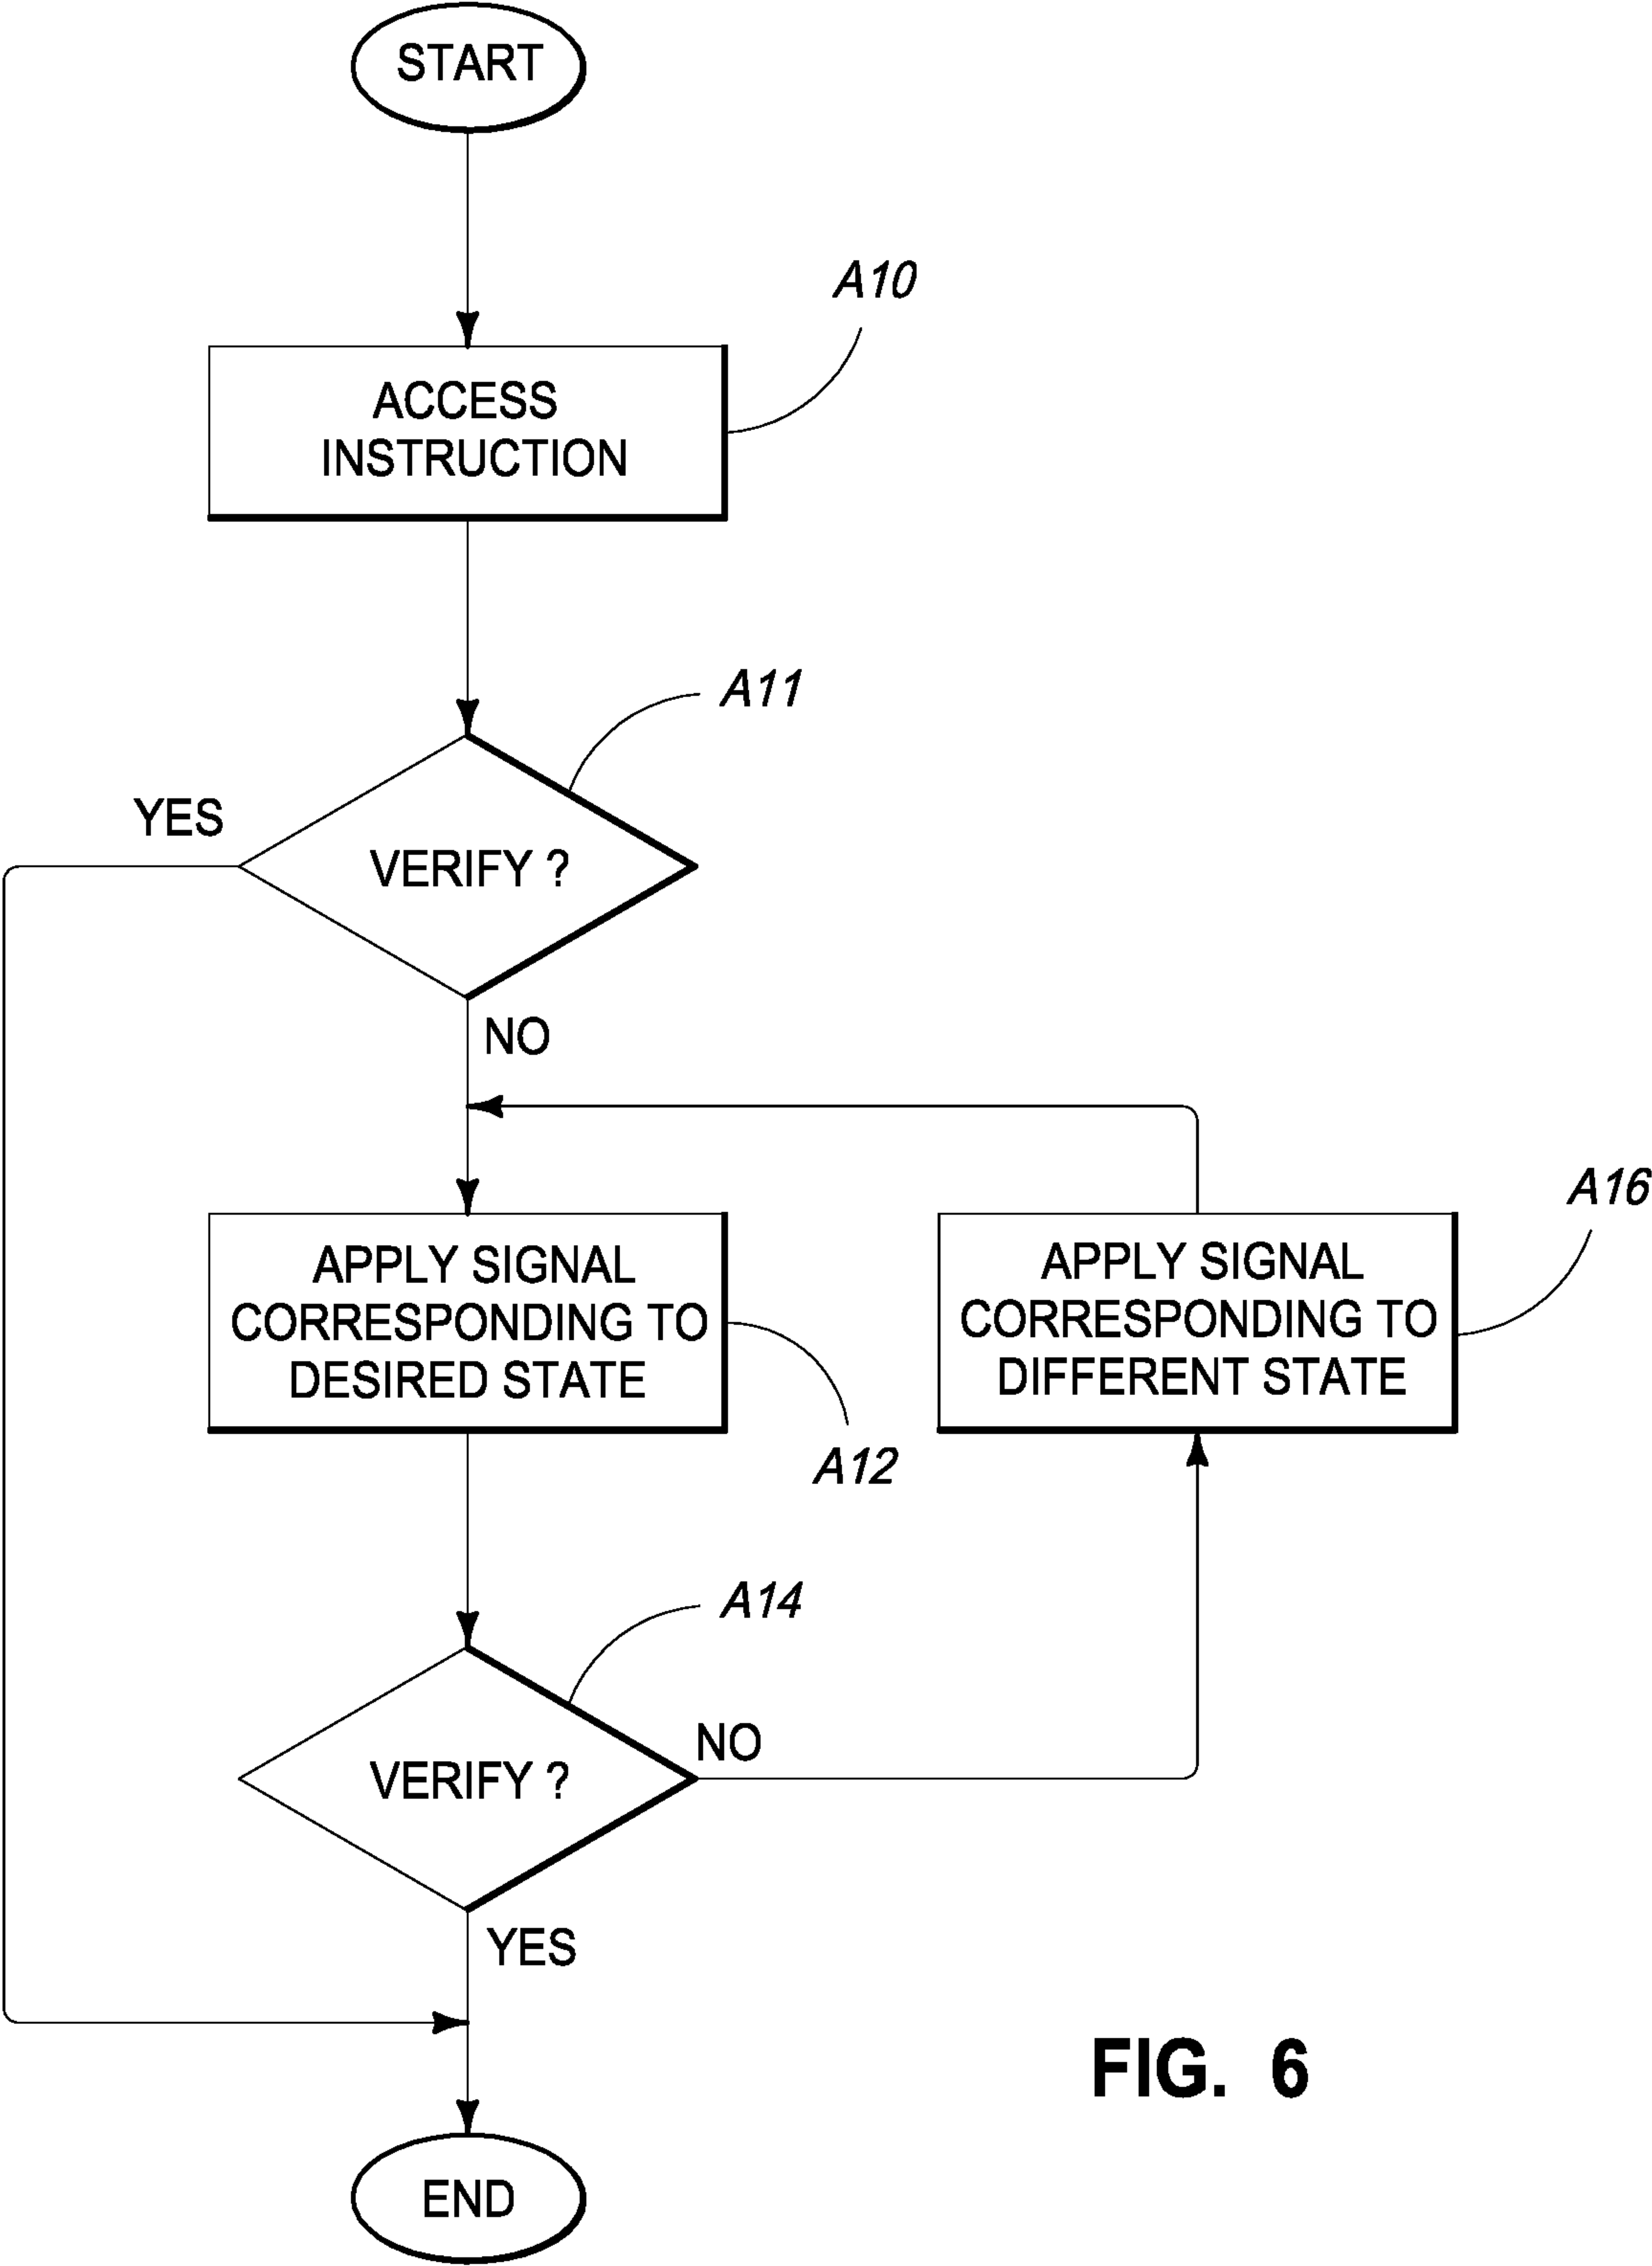 START
A10
ACCESS
INSTRUCTION
A11
YES
VERIFY ?
NO
A16
APPLY SIGNAL
CORRESPONDING TO
DESIRED STATE
APPLY SIGNAL
CORRESPONDING TO
DIFFERENT STATE
A12
A14
NO
VERIFY ?
YES
FIG. 6
END